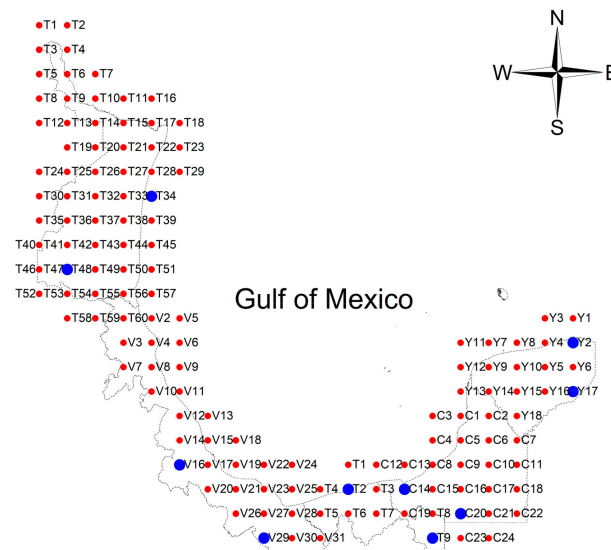 T1 T2
N
T3 T4
T5 T6 T7
W E
T8 T9 T10 T11 T16
T12 T13 T14 T15 T17 T18
S
T19 T20 T21 T22 T23
T24 T25 T26 T27 T28 T29
T30 T31 T32 T33 T34
T35 T36 T37 T38 T39
T40 T41 T42 T43 T44 T45
T46 T47 T48 T49 T50 T51
T52 T53 T54 T55 T56 T57
Gulf of Mexico
T58 T59 T60 V2 V5 Y3 Y1
V3 V4 V6 Y11 Y7 Y8 Y4 Y2
V7 V8 V9 Y12 Y9 Y10 Y5 Y6
V10 V11 Y13 Y14 Y15 Y16 Y17
V12 V13 C3 C1 C2 Y18
V14 V15 V18 C4 C5 C6 C7
V16 V17 V19 V22 V24 T1 C12 C13 C8 C9 C10 C11
V20 V21 V23 V25 T4 T2 T3 C14 C15 C16 C17 C18
V26 V27 V28 T5 T6 T7 C19 T8 C20 C21 C22
V29 V30 V31 T9 C23 C24